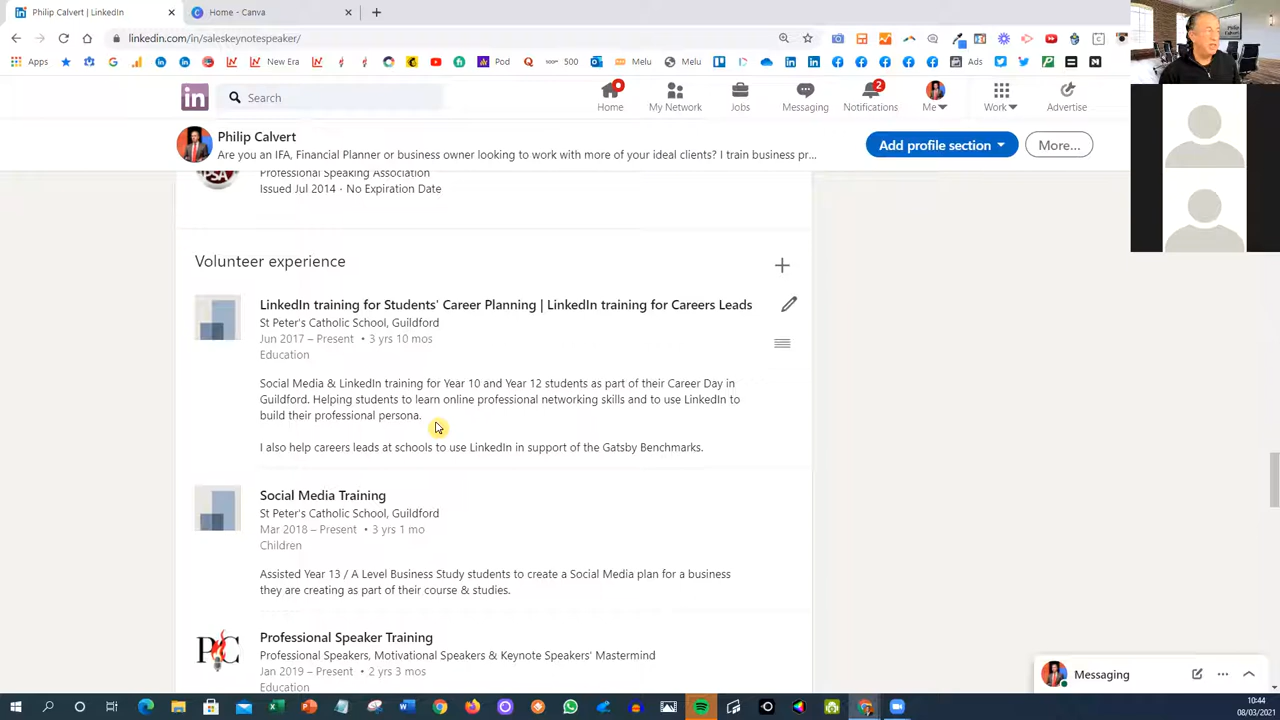 Philip Calvert | LinkedIn
Home - Canva
linkedin.com/in/saleskeynotespeaker/
Apps
New Er
Pod
500
Melu
Melu
Ads
in
Search
Home
My Network
Jobs
Messaging
2
Notifications
Me
Work
Advertise
Philip Calvert
Are you an IFA, Financial Planner or business owner looking to work with more of your ideal clients? I train business pr...
Add profile section
More...
PSA
Professional Speaking Association
Issued Jul 2014 · No Expiration Date
Volunteer experience
LinkedIn training for Students' Career Planning | LinkedIn training for Careers Leads
St Peter's Catholic School, Guildford
Jun 2017 – Present • 3 yrs 10 mos
Education
Social Media & LinkedIn training for Year 10 and Year 12 students as part of their Career Day in
Guildford. Helping students to learn online professional networking skills and to use LinkedIn to
build their professional persona.
I also help careers leads at schools to use LinkedIn in support of the Gatsby Benchmarks.
Social Media Training
St Peter's Catholic School, Guildford
Mar 2018 – Present • 3 yrs 1 mo
Children
Assisted Year 13 / A Level Business Study students to create a Social Media plan for a business
they are creating as part of their course & studies.
Professional Speaker Training
Professional Speakers, Motivational Speakers & Keynote Speakers' Mastermind
Jan 2019 – Present • 2 yrs 3 mos
Education
Messaging
10:44
08/03/2021